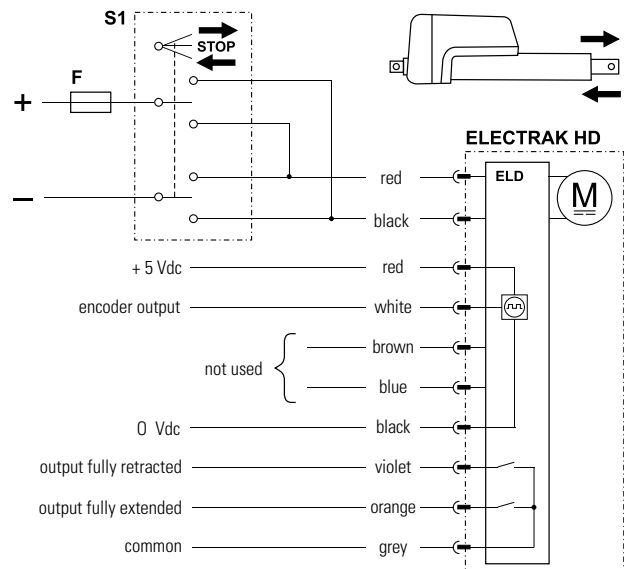 S1
STOP
F
+
–
ELECTRAK HD
ELD
M
red
black
+ 5 Vdc red
encoder output white
not used
brown
blue
0 Vdc black
output fully retracted violet
output fully extended orange
common grey